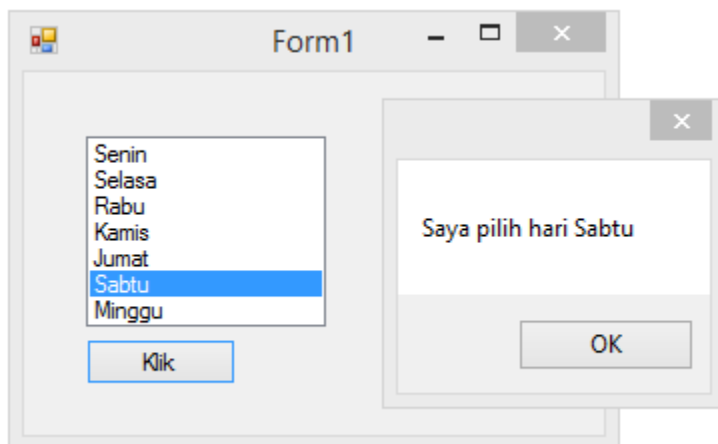 Form1
Senin
Selasa
Rabu
Kamis
Jumat
Sabtu
Minggu
Klik
Saya pilih hari Sabtu
OK